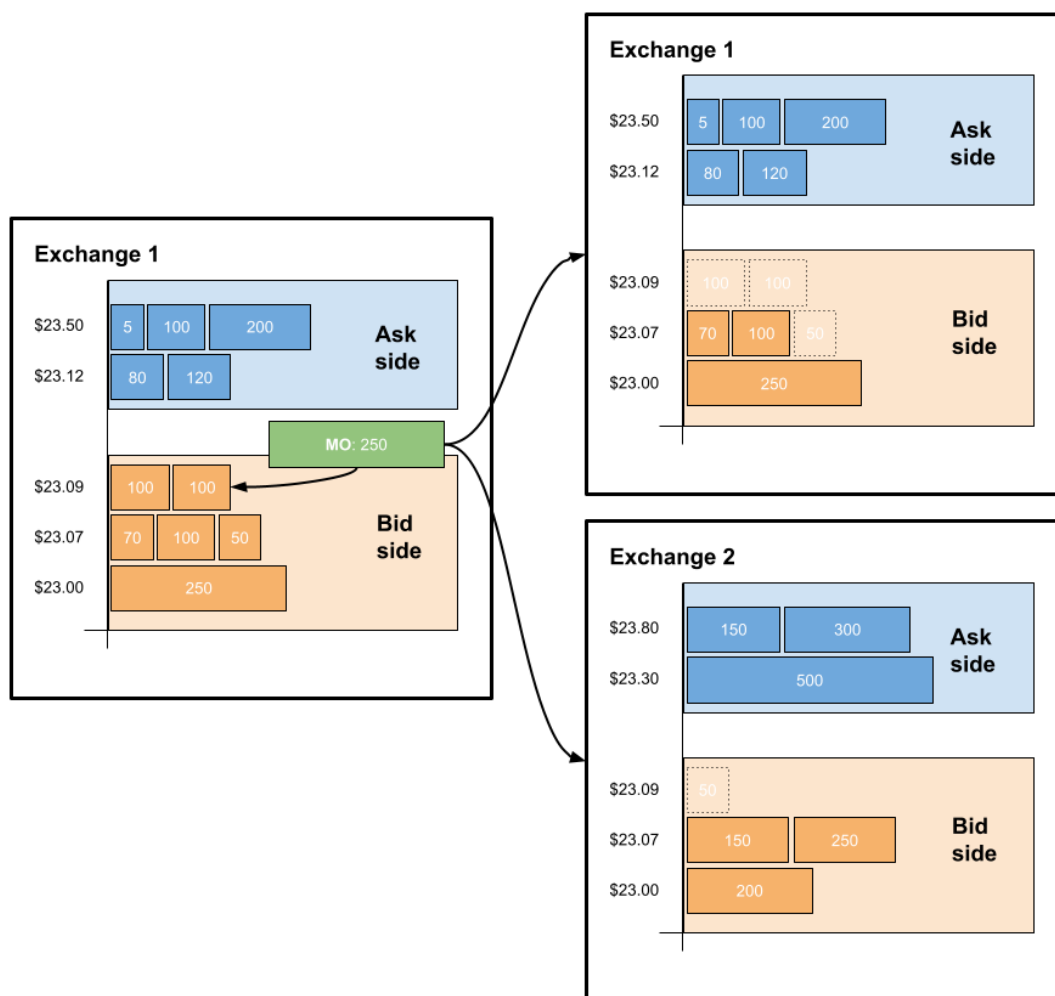 Exchange 1
$23.50 5 100 200
Ask
side
$23.12 80 120
MO: 250
$23.09 100 100
$23.07 70 100 50
Bid
side
$23.00 250
Exchange 1
$23.50 5 100 200
Ask
side
$23.12 80 120
$23.09 100 100
$23.07 70 100 50
Bid
side
$23.00 250
Exchange 2
$23.80 150 300
Ask
side
$23.30 500
$23.09 50
$23.07 150 250
Bid
side
$23.00 200